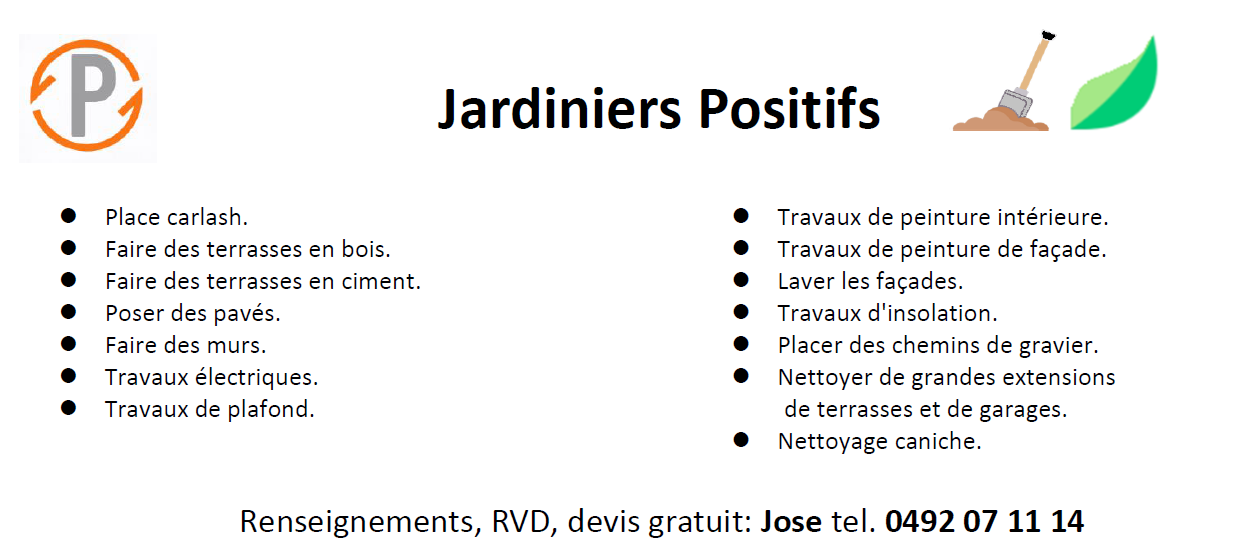 P
Jardiniers Positifs
● Place carlash.
● Faire des terrasses en bois.
● Faire des terrasses en ciment.
● Poser des pavés.
● Faire des murs.
● Travaux électriques.
● Travaux de plafond.
● Travaux de peinture intérieure.
● Travaux de peinture de façade.
● Laver les façades.
● Travaux d'insolation.
● Placer des chemins de gravier.
● Nettoyer de grandes extensions
de terrasses et de garages.
● Nettoyage caniche.
Renseignements, RVD, devis gratuit: Jose tel. 0492 07 11 14